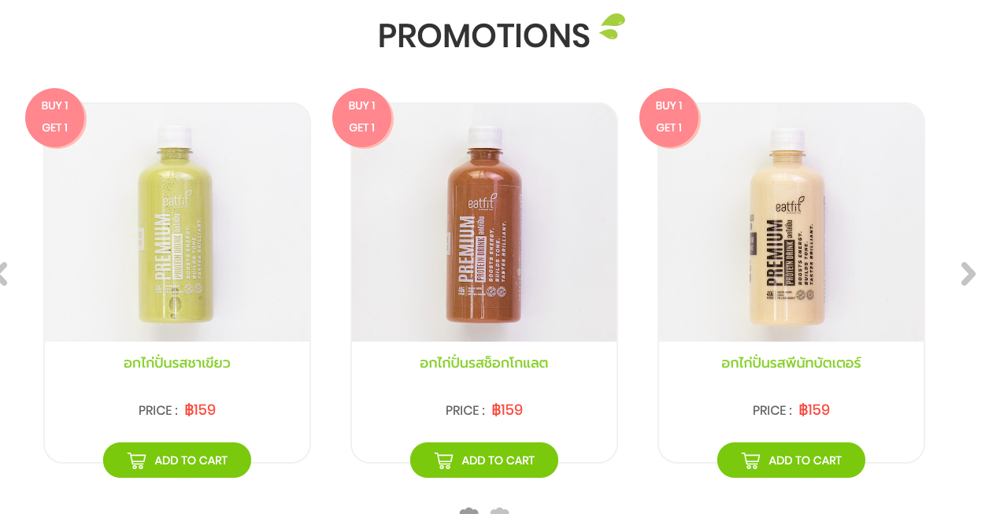 PROMOTIONS
BUY 1
GET 1
BUY 1
GET 1
BUY 1
GET 1
eatfit
PREMIUM
PROTEIN DRINK อกไก่ปั่น
BOOSTS ENERGY.
BUILDS TONE.
TASTES BRILLIANT.
eatfit
PREMIUM
PROTEIN DRINK อกไก่ปั่น
BOOSTS ENERGY.
BUILDS TONE.
TASTES BRILLIANT.
eatfit
PREMIUM
PROTEIN DRINK อกไก่ปั่น
BOOSTS ENERGY.
BUILDS TONE.
TASTES BRILLIANT.
อกไก่ปั่นรสชาเขียว
อกไก่ปั่นรสช็อกโกแลต
อกไก่ปั่นรสพีนัทบัตเตอร์
PRICE : ฿159
PRICE : ฿159
PRICE : ฿159
ADD TO CART
ADD TO CART
ADD TO CART